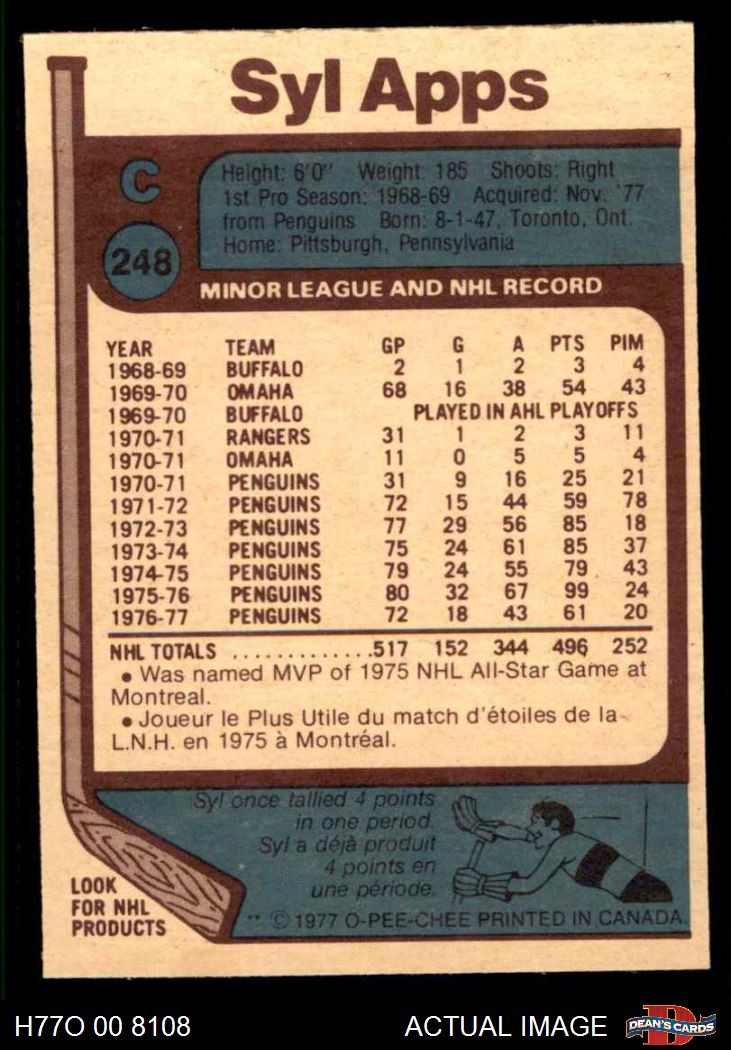 Syl Apps
C
248
Height: 6'0" Weight: 185 Shoots: Right
1st Pro Season: 1968-69 Acquired: Nov. '77
from Penguins Born: 8-1-47, Toronto, Ont.
Home: Pittsburgh, Pennsylvania
MINOR LEAGUE AND NHL RECORD
YEAR TEAM GP G A PTS PIM
1968-69 BUFFALO 2 1 2 3 4
1969-70 OMAHA 68 16 38 54 43
1969-70 BUFFALO PLAYED IN AHL PLAYOFFS
1970-71 RANGERS 31 1 2 3 11
1970-71 OMAHA 11 0 5 5 4
1970-71 PENGUINS 31 9 16 25 21
1971-72 PENGUINS 72 15 44 59 78
1972-73 PENGUINS 77 29 56 85 18
1973-74 PENGUINS 75 24 61 85 37
1974-75 PENGUINS 79 24 55 79 43
1975-76 PENGUINS 80 32 67 99 24
1976-77 PENGUINS 72 18 43 61 20
NHL TOTALS .............517 152 344 496 252
• Was named MVP of 1975 NHL All-Star Game at
Montreal.
• Joueur le Plus Utile du match d'étoiles de la
L.N.H. en 1975 à Montréal.
Syl once tallied 4 points
in one period.
Syl a déjà produit
4 points en
une période.
LOOK
FOR NHL
PRODUCTS
** © 1977 O-PEE-CHEE PRINTED IN CANADA
H77O 00 8108
ACTUAL IMAGE
D
DEAN'S CARDS